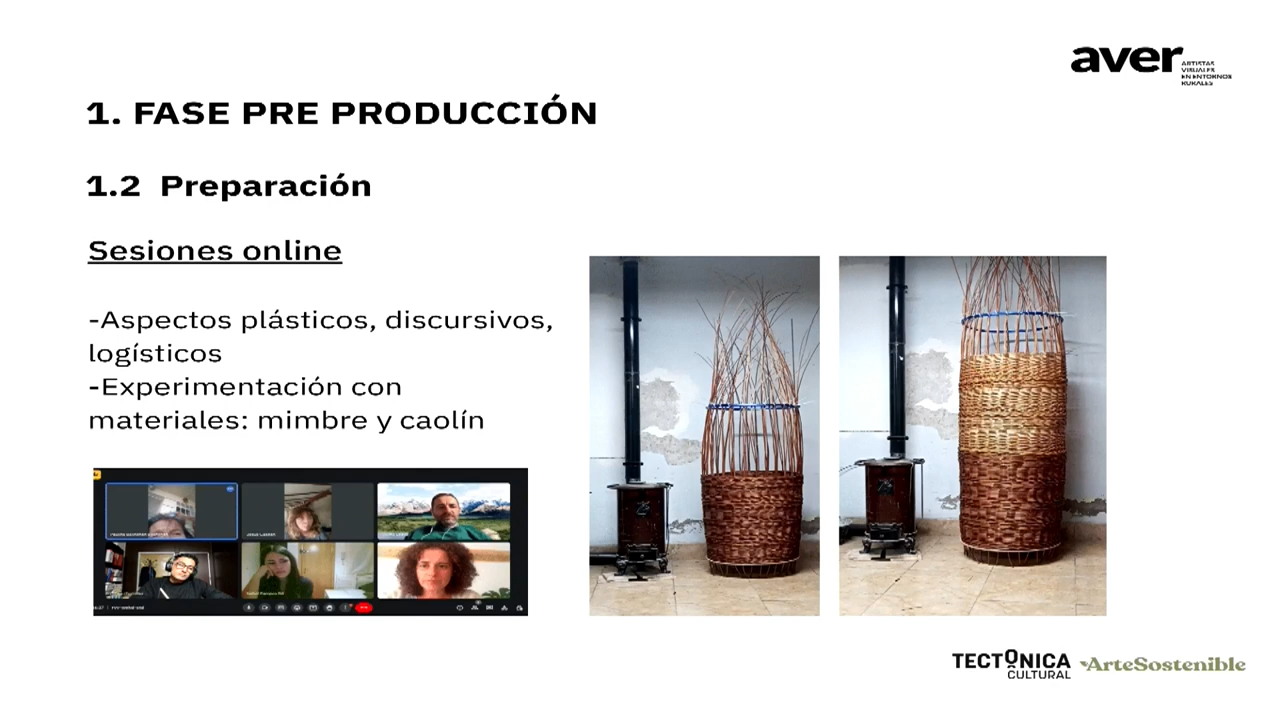 aver
ARTISTAS
VISUALES
EN ENTORNOS
RURALES
1. FASE PRE PRODUCCIÓN
1.2 Preparación
Sesiones online
-Aspectos plásticos, discursivos,
logísticos
-Experimentación con
materiales: mimbre y caolín
TECTÓNICA
CULTURAL
ArteSostenible